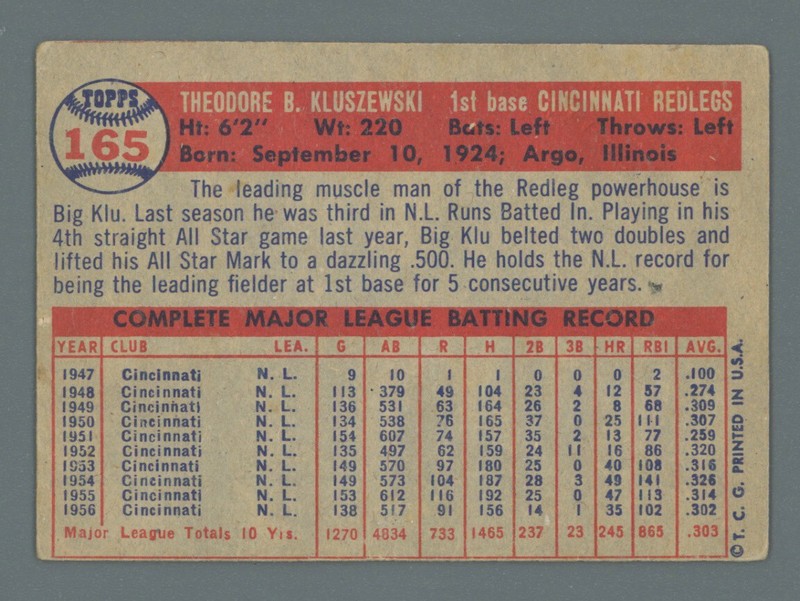 TOPPS
165
THEODORE B. KLUSZEWSKI 1st base CINCINNATI REDLEGS
Ht: 6'2" Wt: 220 Bats: Left Throws: Left
Born: September 10, 1924; Argo, Illinois
The leading muscle man of the Redleg powerhouse is
Big Klu. Last season he was third in N.L. Runs Batted In. Playing in his
4th straight All Star game last year, Big Klu belted two doubles and
lifted his All Star Mark to a dazzling .500. He holds the N.L. record for
being the leading fielder at 1st base for 5 consecutive years.
COMPLETE MAJOR LEAGUE BATTING RECORD
YEAR CLUB LEA. G AB R H 2B 3B HR RBI AVG.
1947 Cincinnati N. L. 9 10 1 1 0 0 0 2 .100
1948 Cincinnati N. L. 113 379 49 104 23 4 12 57 .274
1949 Cincinnati N. L. 136 531 63 164 26 2 8 68 .309
1950 Cincinnati N. L. 134 538 76 165 37 0 25 111 .307
1951 Cincinnati N. L. 154 607 74 157 35 2 13 77 .259
1952 Cincinnati N. L. 135 497 62 159 24 11 16 86 .320
1953 Cincinnati N. L. 149 570 97 180 25 0 40 108 .316
1954 Cincinnati N. L. 149 573 104 187 28 3 49 141 .326
1955 Cincinnati N. L. 153 612 116 192 25 0 47 113 .314
1956 Cincinnati N. L. 138 517 91 156 14 1 35 102 .302
Major League Totals 10 Yrs. 1270 4834 733 1465 237 23 245 865 .303
© T. C. G. PRINTED IN U.S.A.